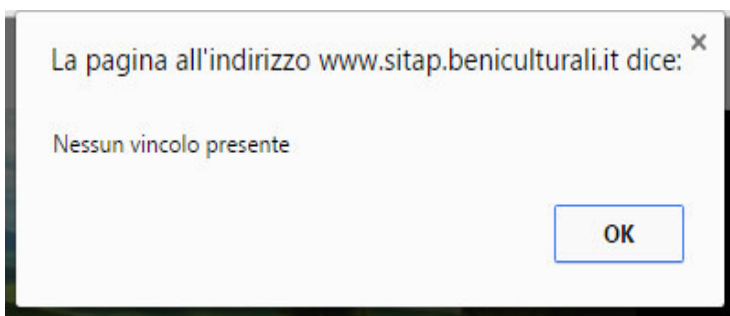 La pagina all'indirizzo www.sitap.beniculturali.it dice: ×
Nessun vincolo presente
OK